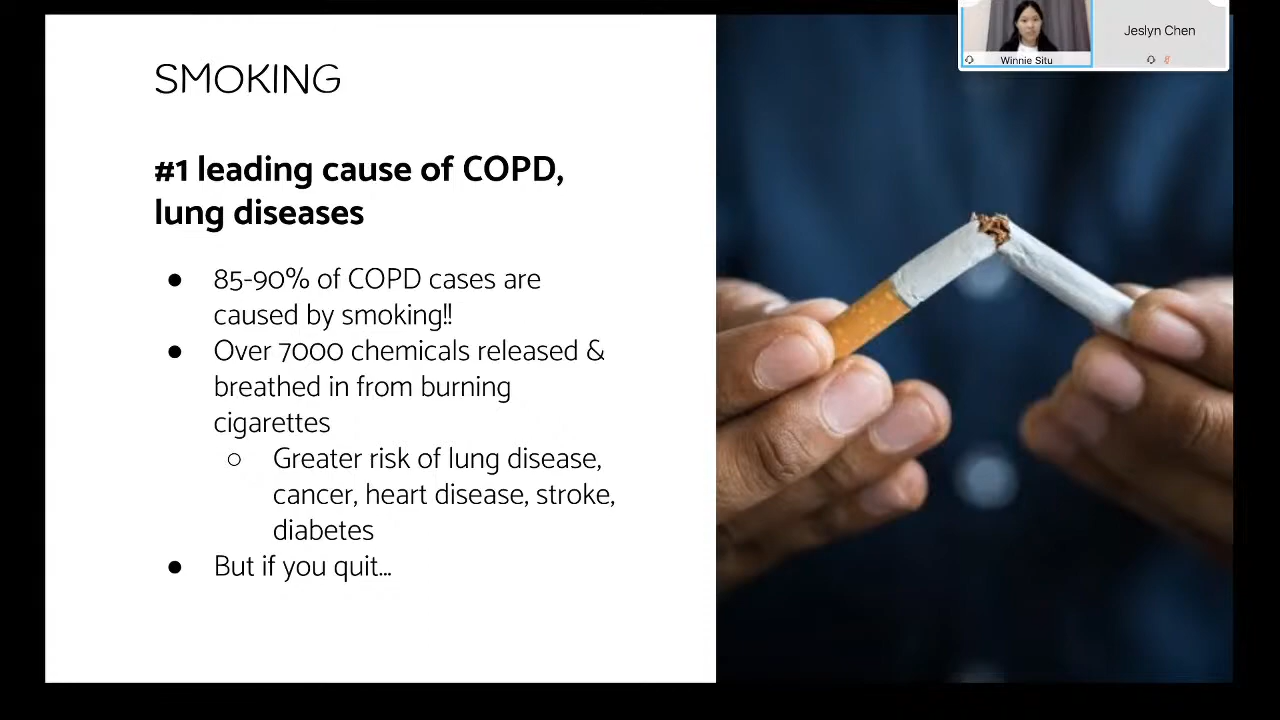 SMOKING
#1 leading cause of COPD,
lung diseases
● 85-90% of COPD cases are
caused by smoking!!
● Over 7000 chemicals released &
breathed in from burning
cigarettes
○ Greater risk of lung disease,
cancer, heart disease, stroke,
diabetes
● But if you quit...
Winnie Situ
Jeslyn Chen